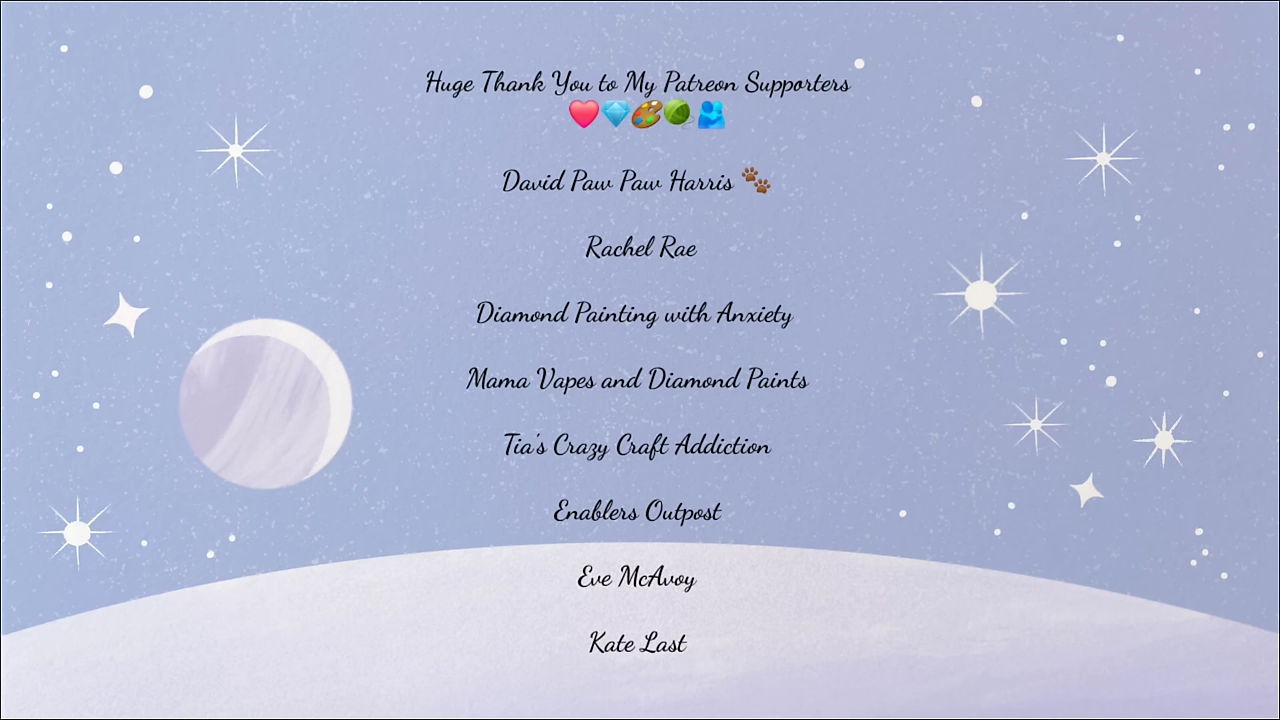 Huge Thank You to My Patreon Supporters
❤️💎🎨🧶🫂
David Paw Paw Harris 🐾
Rachel Rae
Diamond Painting with Anxiety
Mama Vapes and Diamond Paints
Tia's Crazy Craft Addiction
Enablers Outpost
Eve McAvoy
Kate Last